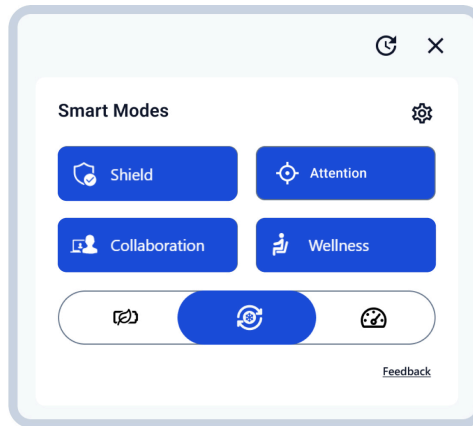 Smart Modes
Shield
Attention
Collaboration
Wellness
Feedback